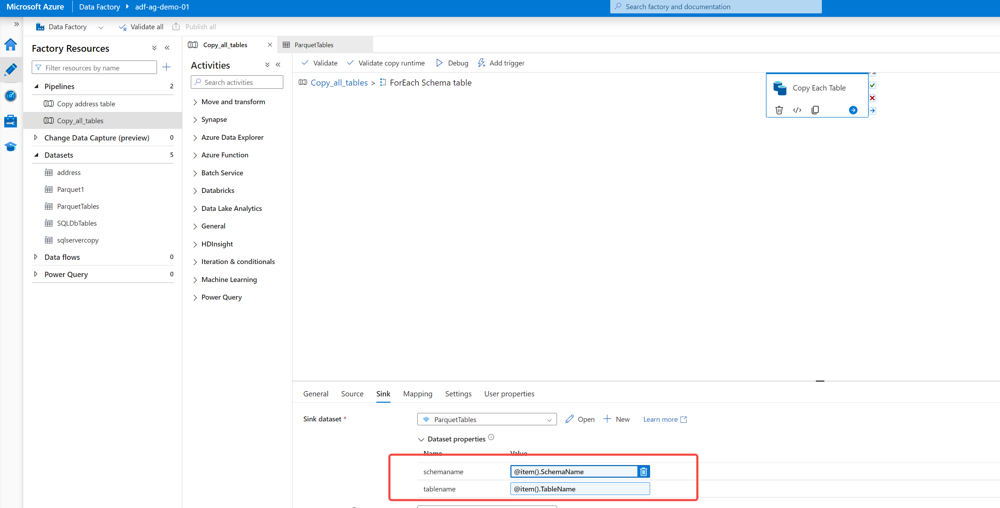 Microsoft Azure
Data Factory
adf-ag-demo-01
Search factory and documentation
Data Factory
Validate all
Publish all
Factory Resources
Filter resources by name
Pipelines 2
Copy address table
Copy_all_tables
Change Data Capture (preview) 0
Datasets 5
address
Parquet1
ParquetTables
SQLDbTables
sqlservercopy
Data flows 0
Power Query 0
Copy_all_tables
ParquetTables
Activities
Search activities
Move and transform
Synapse
Azure Data Explorer
Azure Function
Batch Service
Databricks
Data Lake Analytics
General
HDInsight
Iteration & conditionals
Machine Learning
Power Query
Validate
Validate copy runtime
Debug
Add trigger
Copy_all_tables > ForEach Schema table
Copy Each Table
General
Source
Sink
Mapping
Settings
User properties
Sink dataset *
ParquetTables
Open
New
Learn more
Dataset properties
Name Value
schemaname @item().SchemaName
tablename @item().TableName